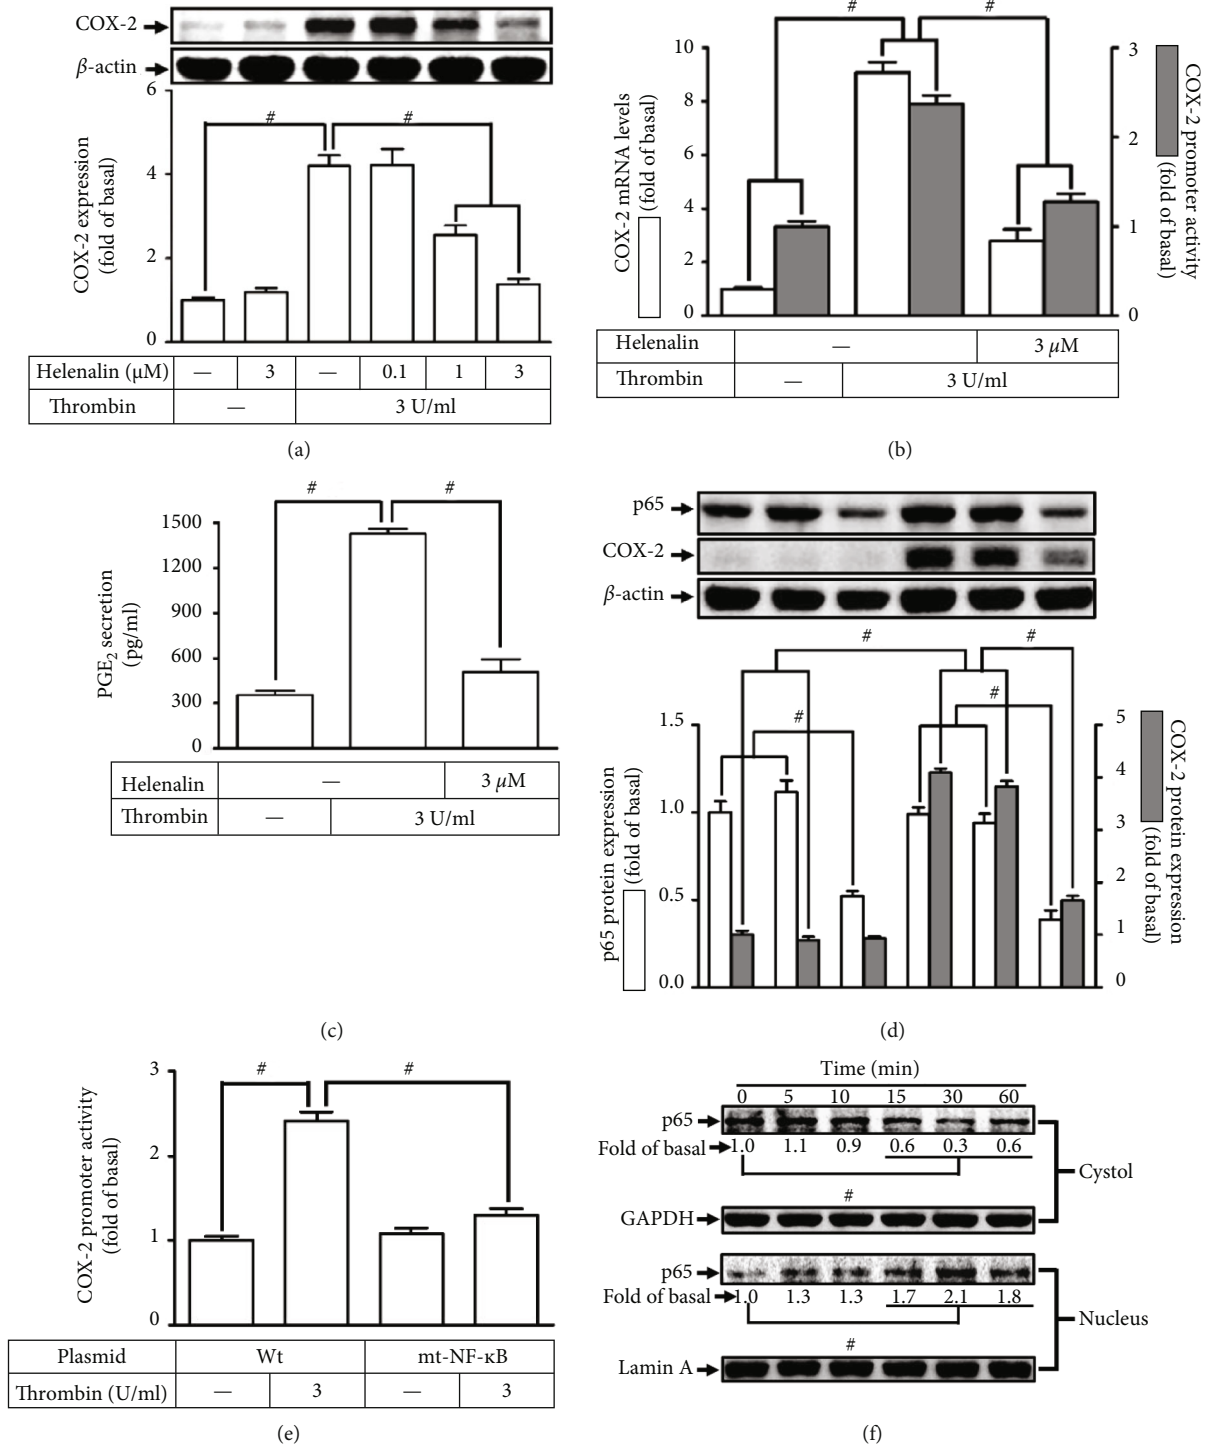 COX-2
β-actin
6
4
2
0
COX-2 expression
(fold of basal)
#
#
Helenalin (μM) — 3 — 0.1 1 3
Thrombin — 3 U/ml
(a)
#
#
10
8
6
4
2
0
COX-2 mRNA levels
(fold of basal)
3
2
1
0
COX-2 promoter activity
(fold of basal)
Helenalin — 3 μM
Thrombin — 3 U/ml
(b)
#
#
1500
1200
900
600
300
0
PGE2 secretion
(pg/ml)
Helenalin — 3 μM
Thrombin — 3 U/ml
(c)
p65
COX-2
β-actin
#
#
#
#
1.5
1.0
0.5
0.0
p65 protein expression
(fold of basal)
5
4
3
2
1
0
COX-2 protein expression
(fold of basal)
(d)
3
2
1
0
COX-2 promoter activity
(fold of basal)
#
#
Plasmid Wt mt-NF-κB
Thrombin (U/ml) — 3 — 3
(e)
Time (min)
0 5 10 15 30 60
p65
Fold of basal 1.0 1.1 0.9 0.6 0.3 0.6
#
GAPDH
Cystol
p65
Fold of basal 1.0 1.3 1.3 1.7 2.1 1.8
#
Lamin A
Nucleus
(f)